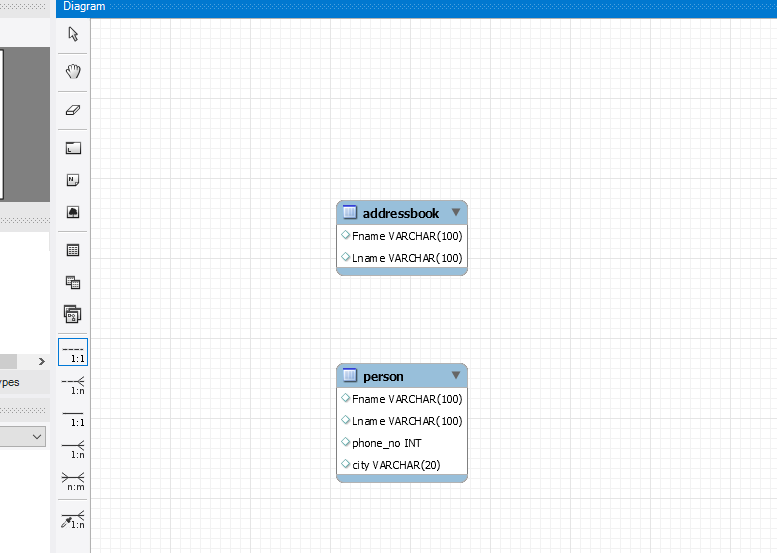 Diagram
addressbook
Fname VARCHAR(100)
Lname VARCHAR(100)
person
Fname VARCHAR(100)
Lname VARCHAR(100)
phone_no INT
city VARCHAR(20)
1:1
1:n
1:1
1:n
n:m
1:n
ypes